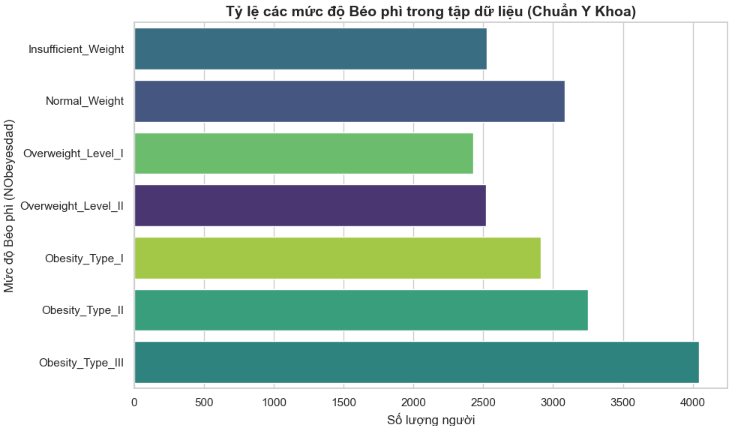 Tỷ lệ các mức độ Béo phì trong tập dữ liệu (Chuẩn Y Khoa)
Mức độ Béo phì (NObeyesdad)
Insufficient_Weight
Normal_Weight
Overweight_Level_I
Overweight_Level_II
Obesity_Type_I
Obesity_Type_II
Obesity_Type_III
0 500 1000 1500 2000 2500 3000 3500 4000
Số lượng người